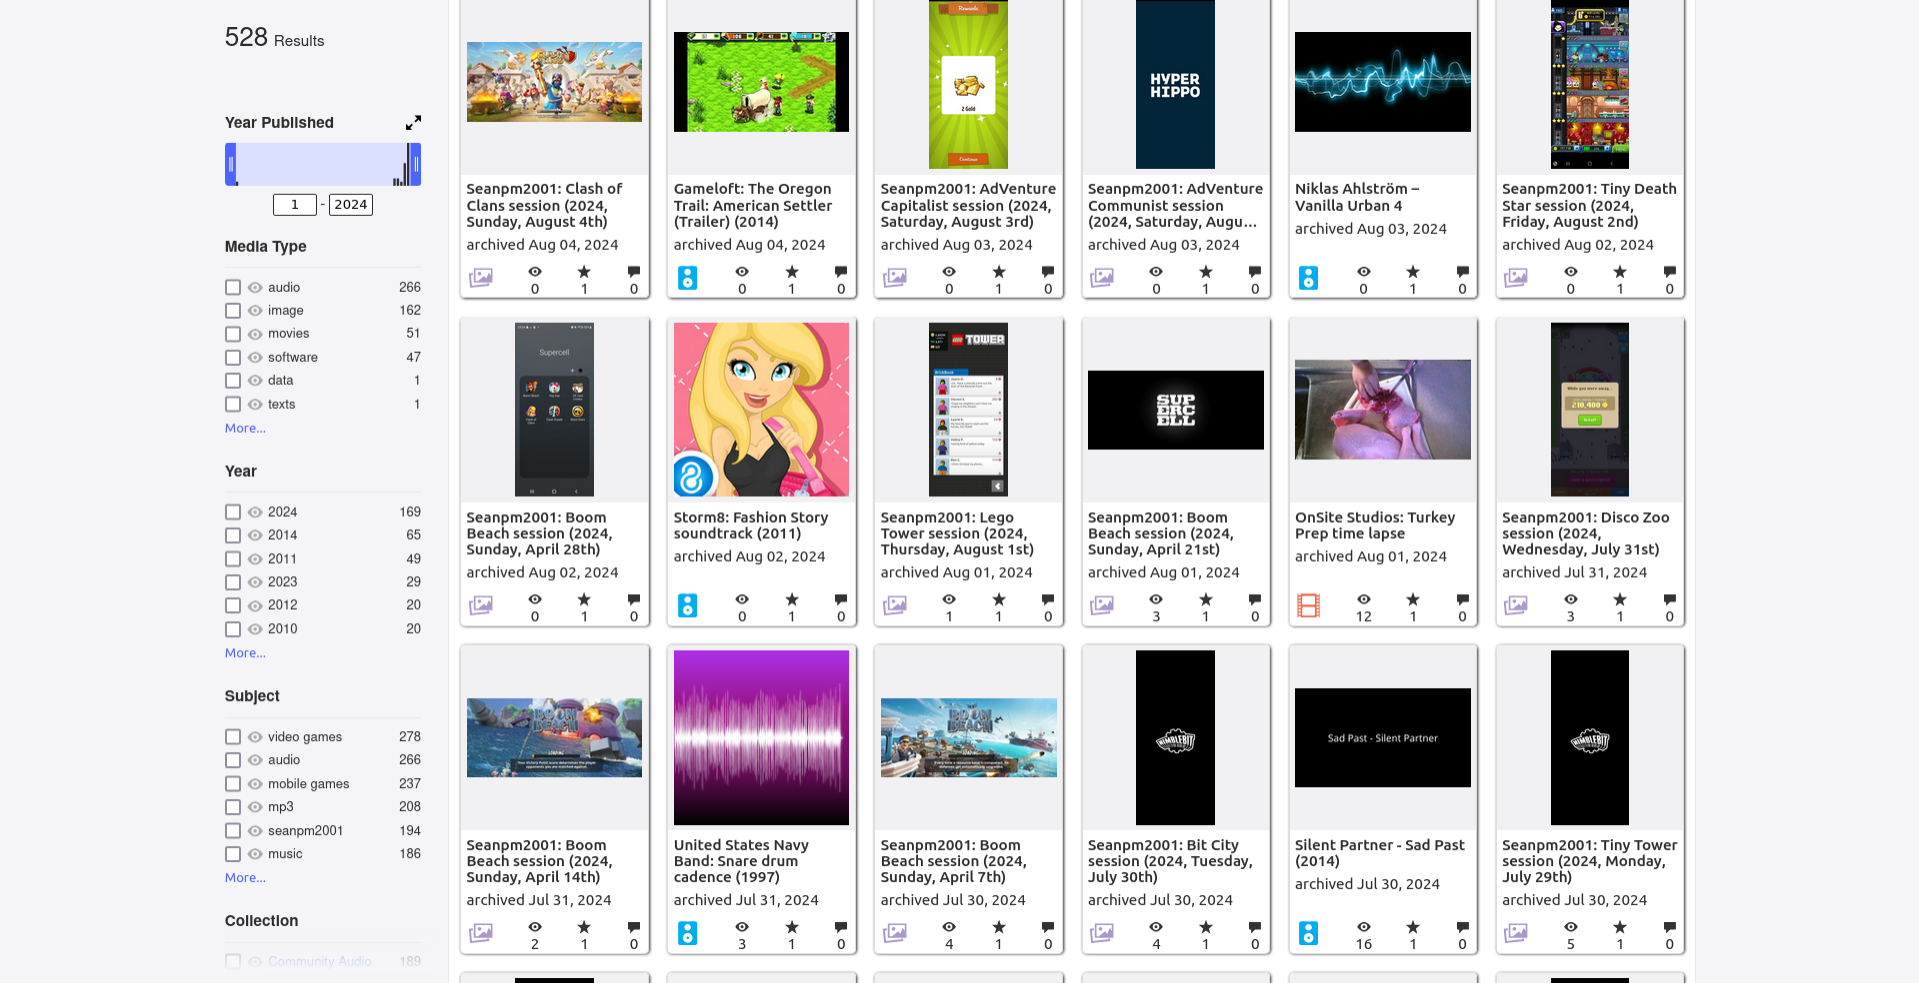 528 Results
Year Published
1 - 2024
Media Type
audio 266
image 162
movies 51
software 47
data 1
texts 1
More...
Year
2024 169
2014 65
2011 49
2023 29
2012 20
2010 20
More...
Subject
video games 278
audio 266
mobile games 237
mp3 208
seanpm2001 194
music 186
More...
Collection
Community Audio 189
Seanpm2001: Clash of
Clans session (2024,
Sunday, August 4th)
archived Aug 04, 2024
0 1 0
Gameloft: The Oregon
Trail: American Settler
(Trailer) (2014)
archived Aug 04, 2024
0 1 0
Rewards
2 Gold
Continue
Seanpm2001: AdVenture
Capitalist session (2024,
Saturday, August 3rd)
archived Aug 03, 2024
0 1 0
HYPER
HIPPO
Seanpm2001: AdVenture
Communist session
(2024, Saturday, Augu...
archived Aug 03, 2024
0 1 0
Niklas Ahlström –
Vanilla Urban 4
archived Aug 03, 2024
0 1 0
Seanpm2001: Tiny Death
Star session (2024,
Friday, August 2nd)
archived Aug 02, 2024
0 1 0
Supercell
Seanpm2001: Boom
Beach session (2024,
Sunday, April 28th)
archived Aug 02, 2024
0 1 0
Storm8: Fashion Story
soundtrack (2011)
archived Aug 02, 2024
0 1 0
LEGO TOWER
Seanpm2001: Lego
Tower session (2024,
Thursday, August 1st)
archived Aug 01, 2024
1 1 0
SUP
ERC
ELL
Seanpm2001: Boom
Beach session (2024,
Sunday, April 21st)
archived Aug 01, 2024
3 1 0
OnSite Studios: Turkey
Prep time lapse
archived Aug 01, 2024
12 1 0
While you were away...
210,400
Seanpm2001: Disco Zoo
session (2024,
Wednesday, July 31st)
archived Jul 31, 2024
3 1 0
BOOM
BEACH
Seanpm2001: Boom
Beach session (2024,
Sunday, April 14th)
archived Jul 31, 2024
2 1 0
United States Navy
Band: Snare drum
cadence (1997)
archived Jul 31, 2024
3 1 0
BOOM
BEACH
Seanpm2001: Boom
Beach session (2024,
Sunday, April 7th)
archived Jul 30, 2024
4 1 0
NIMBLEBIT
Seanpm2001: Bit City
session (2024, Tuesday,
July 30th)
archived Jul 30, 2024
4 1 0
Sad Past - Silent Partner
Silent Partner - Sad Past
(2014)
archived Jul 30, 2024
16 1 0
NIMBLEBIT
Seanpm2001: Tiny Tower
session (2024, Monday,
July 29th)
archived Jul 30, 2024
5 1 0